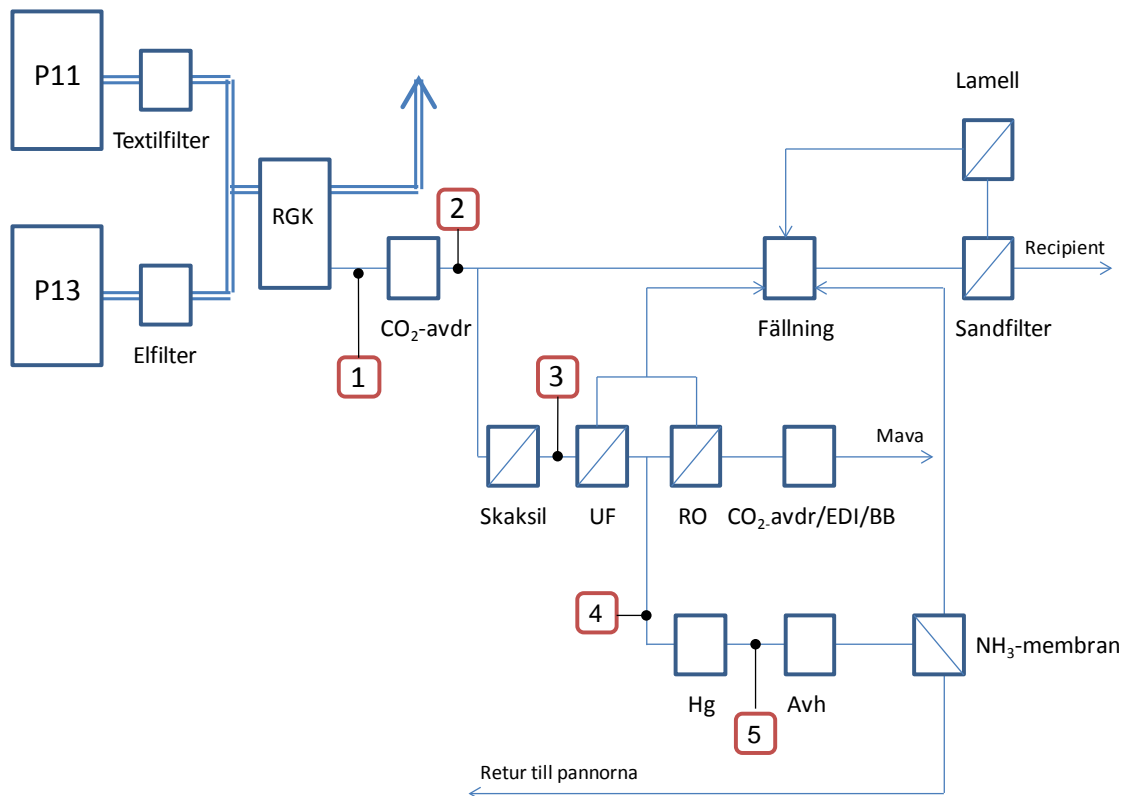 P11
Textilfilter
Lamell
RGK
2
Recipient
P13
Elfilter
CO₂-avdr
Fällning
Sandfilter
1
3
Mava
Skaksil
UF
RO
CO₂-avdr/EDI/BB
4
NH₃-membran
Hg
Avh
5
Retur till pannorna